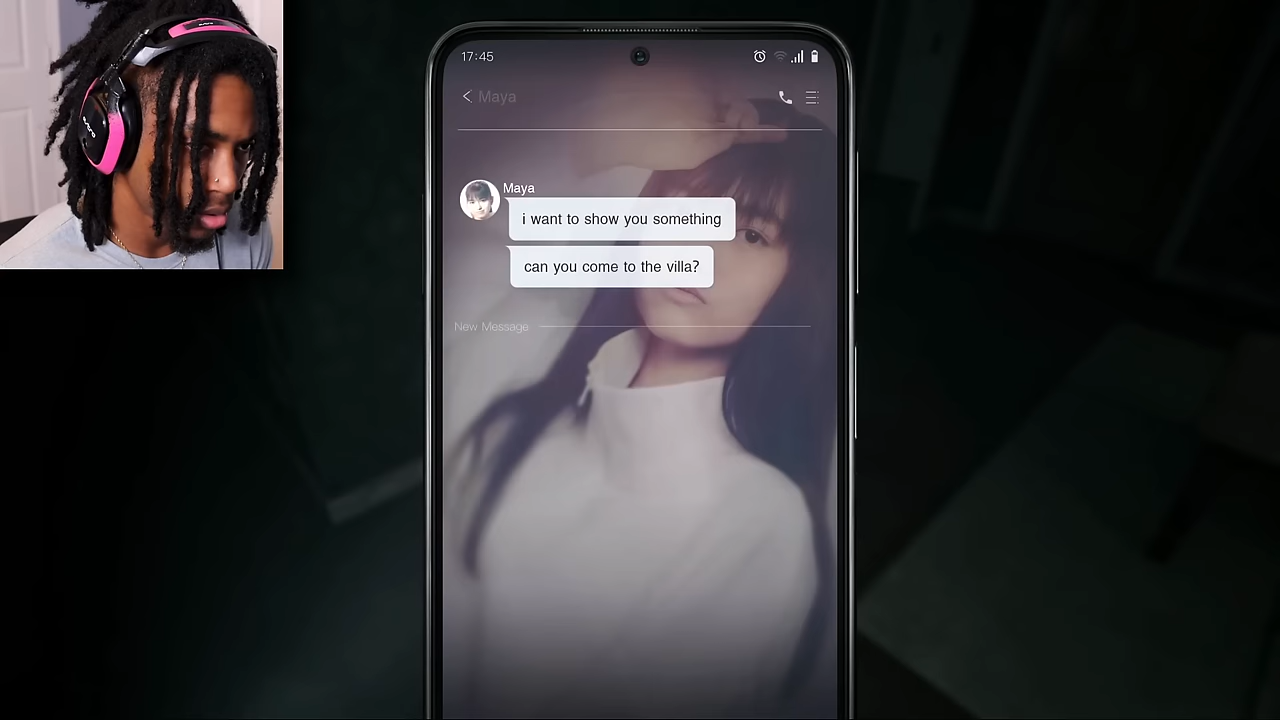 17:45
Maya
Maya
i want to show you something
can you come to the villa?
New Message